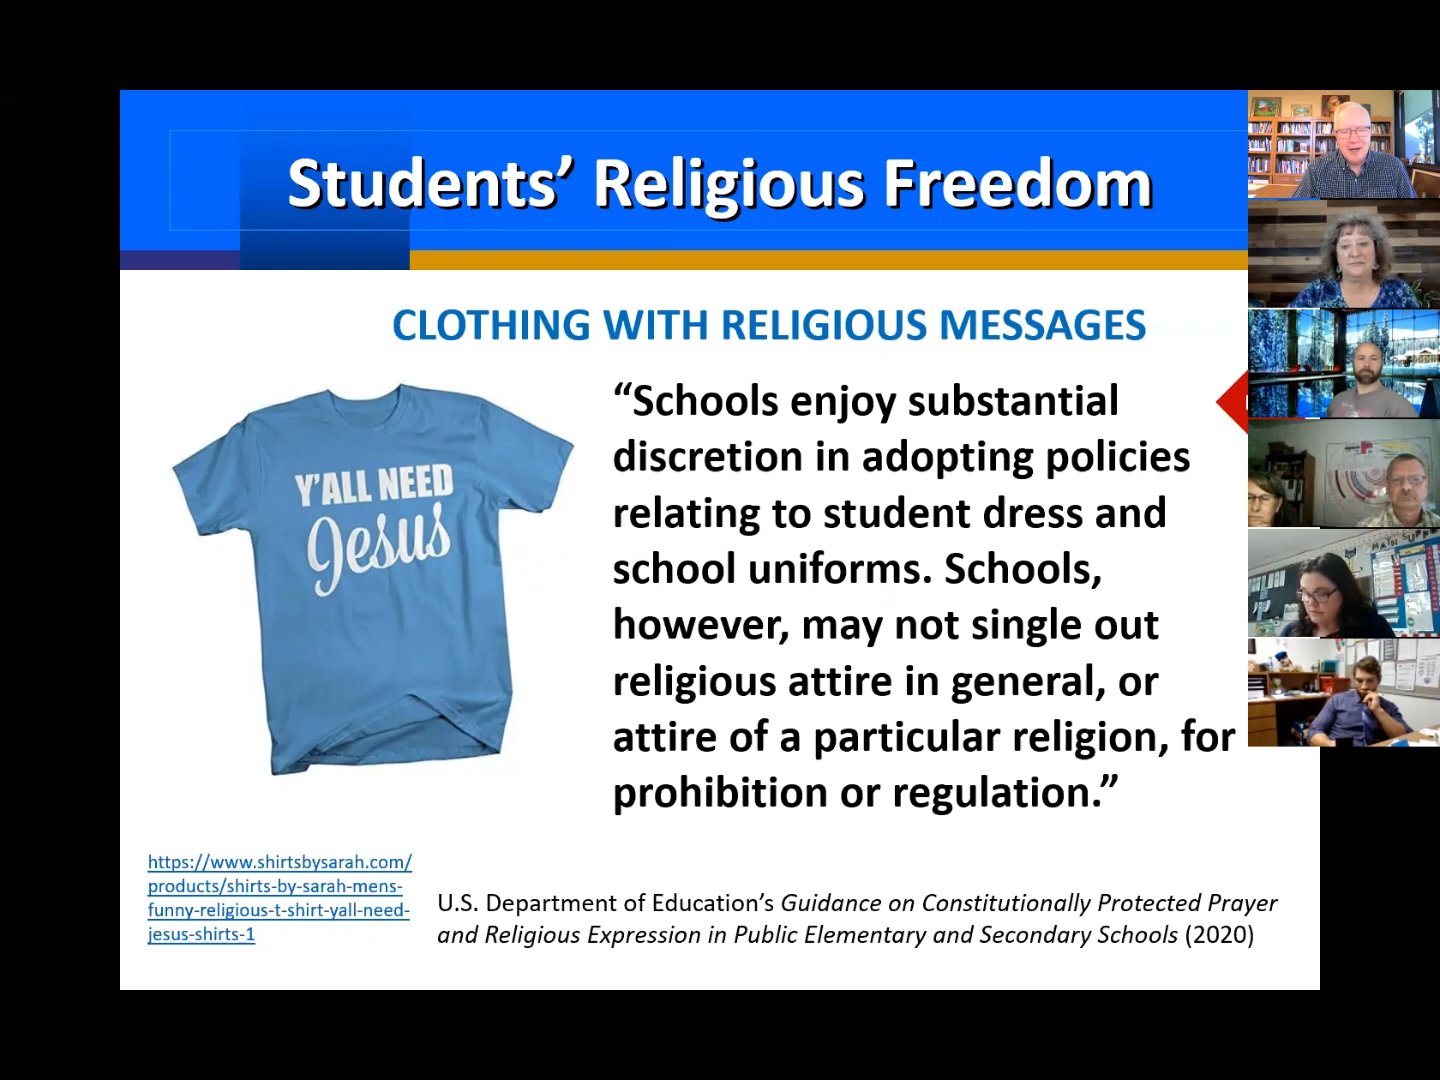 Students’ Religious Freedom
CLOTHING WITH RELIGIOUS MESSAGES
Y’ALL NEED
Jesus
“Schools enjoy substantial
discretion in adopting policies
relating to student dress and
school uniforms. Schools,
however, may not single out
religious attire in general, or
attire of a particular religion, for
prohibition or regulation.”
https://www.shirtsbysarah.com/
products/shirts-by-sarah-mens-
funny-religious-t-shirt-yall-need-
jesus-shirts-1
U.S. Department of Education’s Guidance on Constitutionally Protected Prayer
and Religious Expression in Public Elementary and Secondary Schools (2020)
MATH